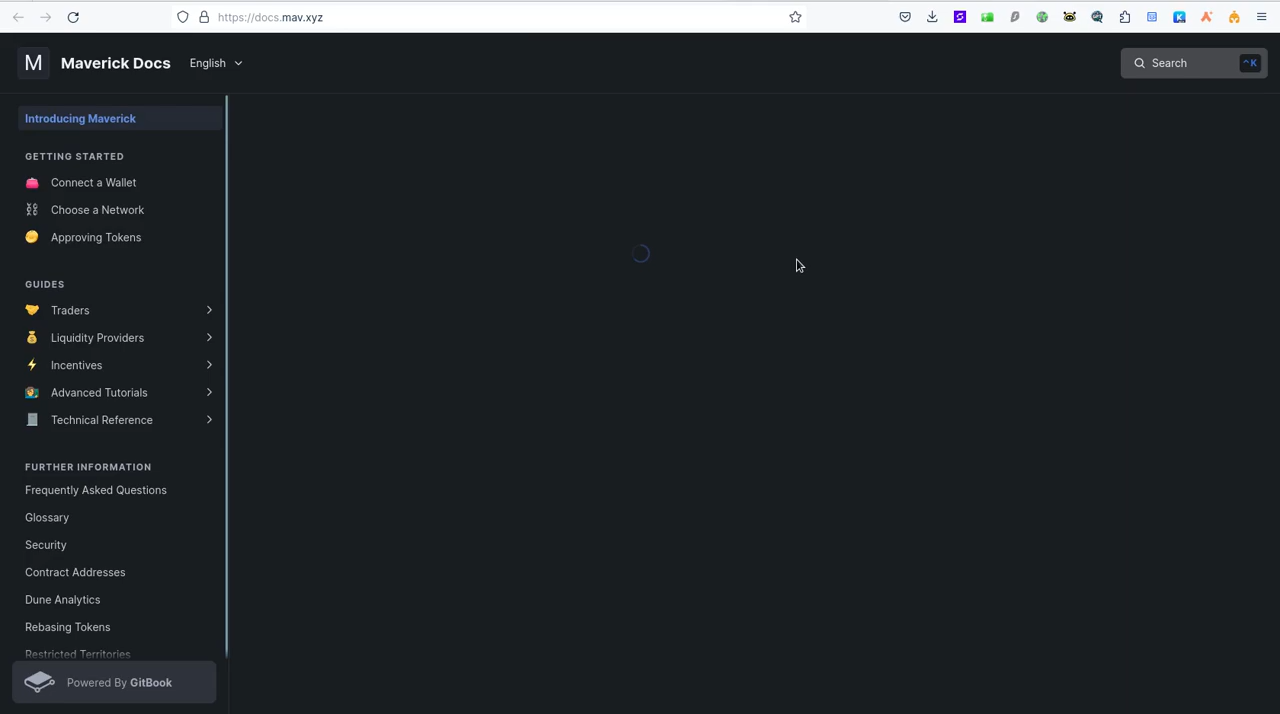 https://docs.mav.xyz
M Maverick Docs English Search ^K
Introducing Maverick
GETTING STARTED
Connect a Wallet
Choose a Network
Approving Tokens
GUIDES
Traders
Liquidity Providers
Incentives
Advanced Tutorials
Technical Reference
FURTHER INFORMATION
Frequently Asked Questions
Glossary
Security
Contract Addresses
Dune Analytics
Rebasing Tokens
Restricted Territories
Powered By GitBook